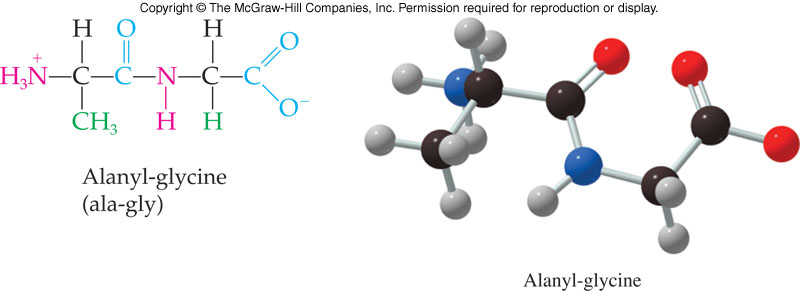 Copyright © The McGraw-Hill Companies, Inc. Permission required for reproduction or display.
H O H
H₃N⁺—C—C—N—C—C O
CH₃ H H O⁻
Alanyl-glycine
(ala-gly)
Alanyl-glycine